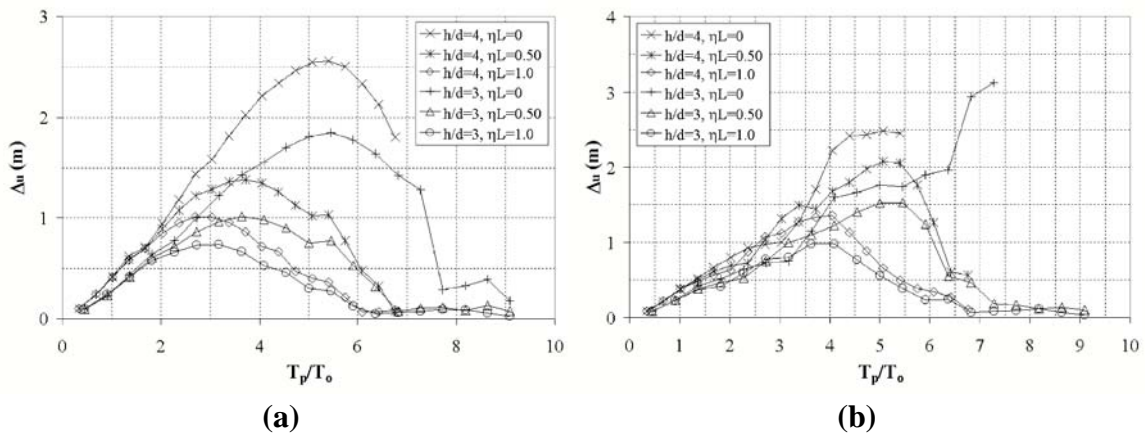 3
2
1
0
Δu (m)
0 2 4 6 8 10
Tp/To
h/d=4, ηL=0
h/d=4, ηL=0.50
h/d=4, ηL=1.0
h/d=3, ηL=0
h/d=3, ηL=0.50
h/d=3, ηL=1.0
(a)
4
3
2
1
0
Δu (m)
0 1 2 3 4 5 6 7 8 9 10
Tp/To
h/d=4, ηL=0
h/d=4, ηL=0.50
h/d=4, ηL=1.0
h/d=3, ηL=0
h/d=3, ηL=0.50
h/d=3, ηL=1.0
(b)